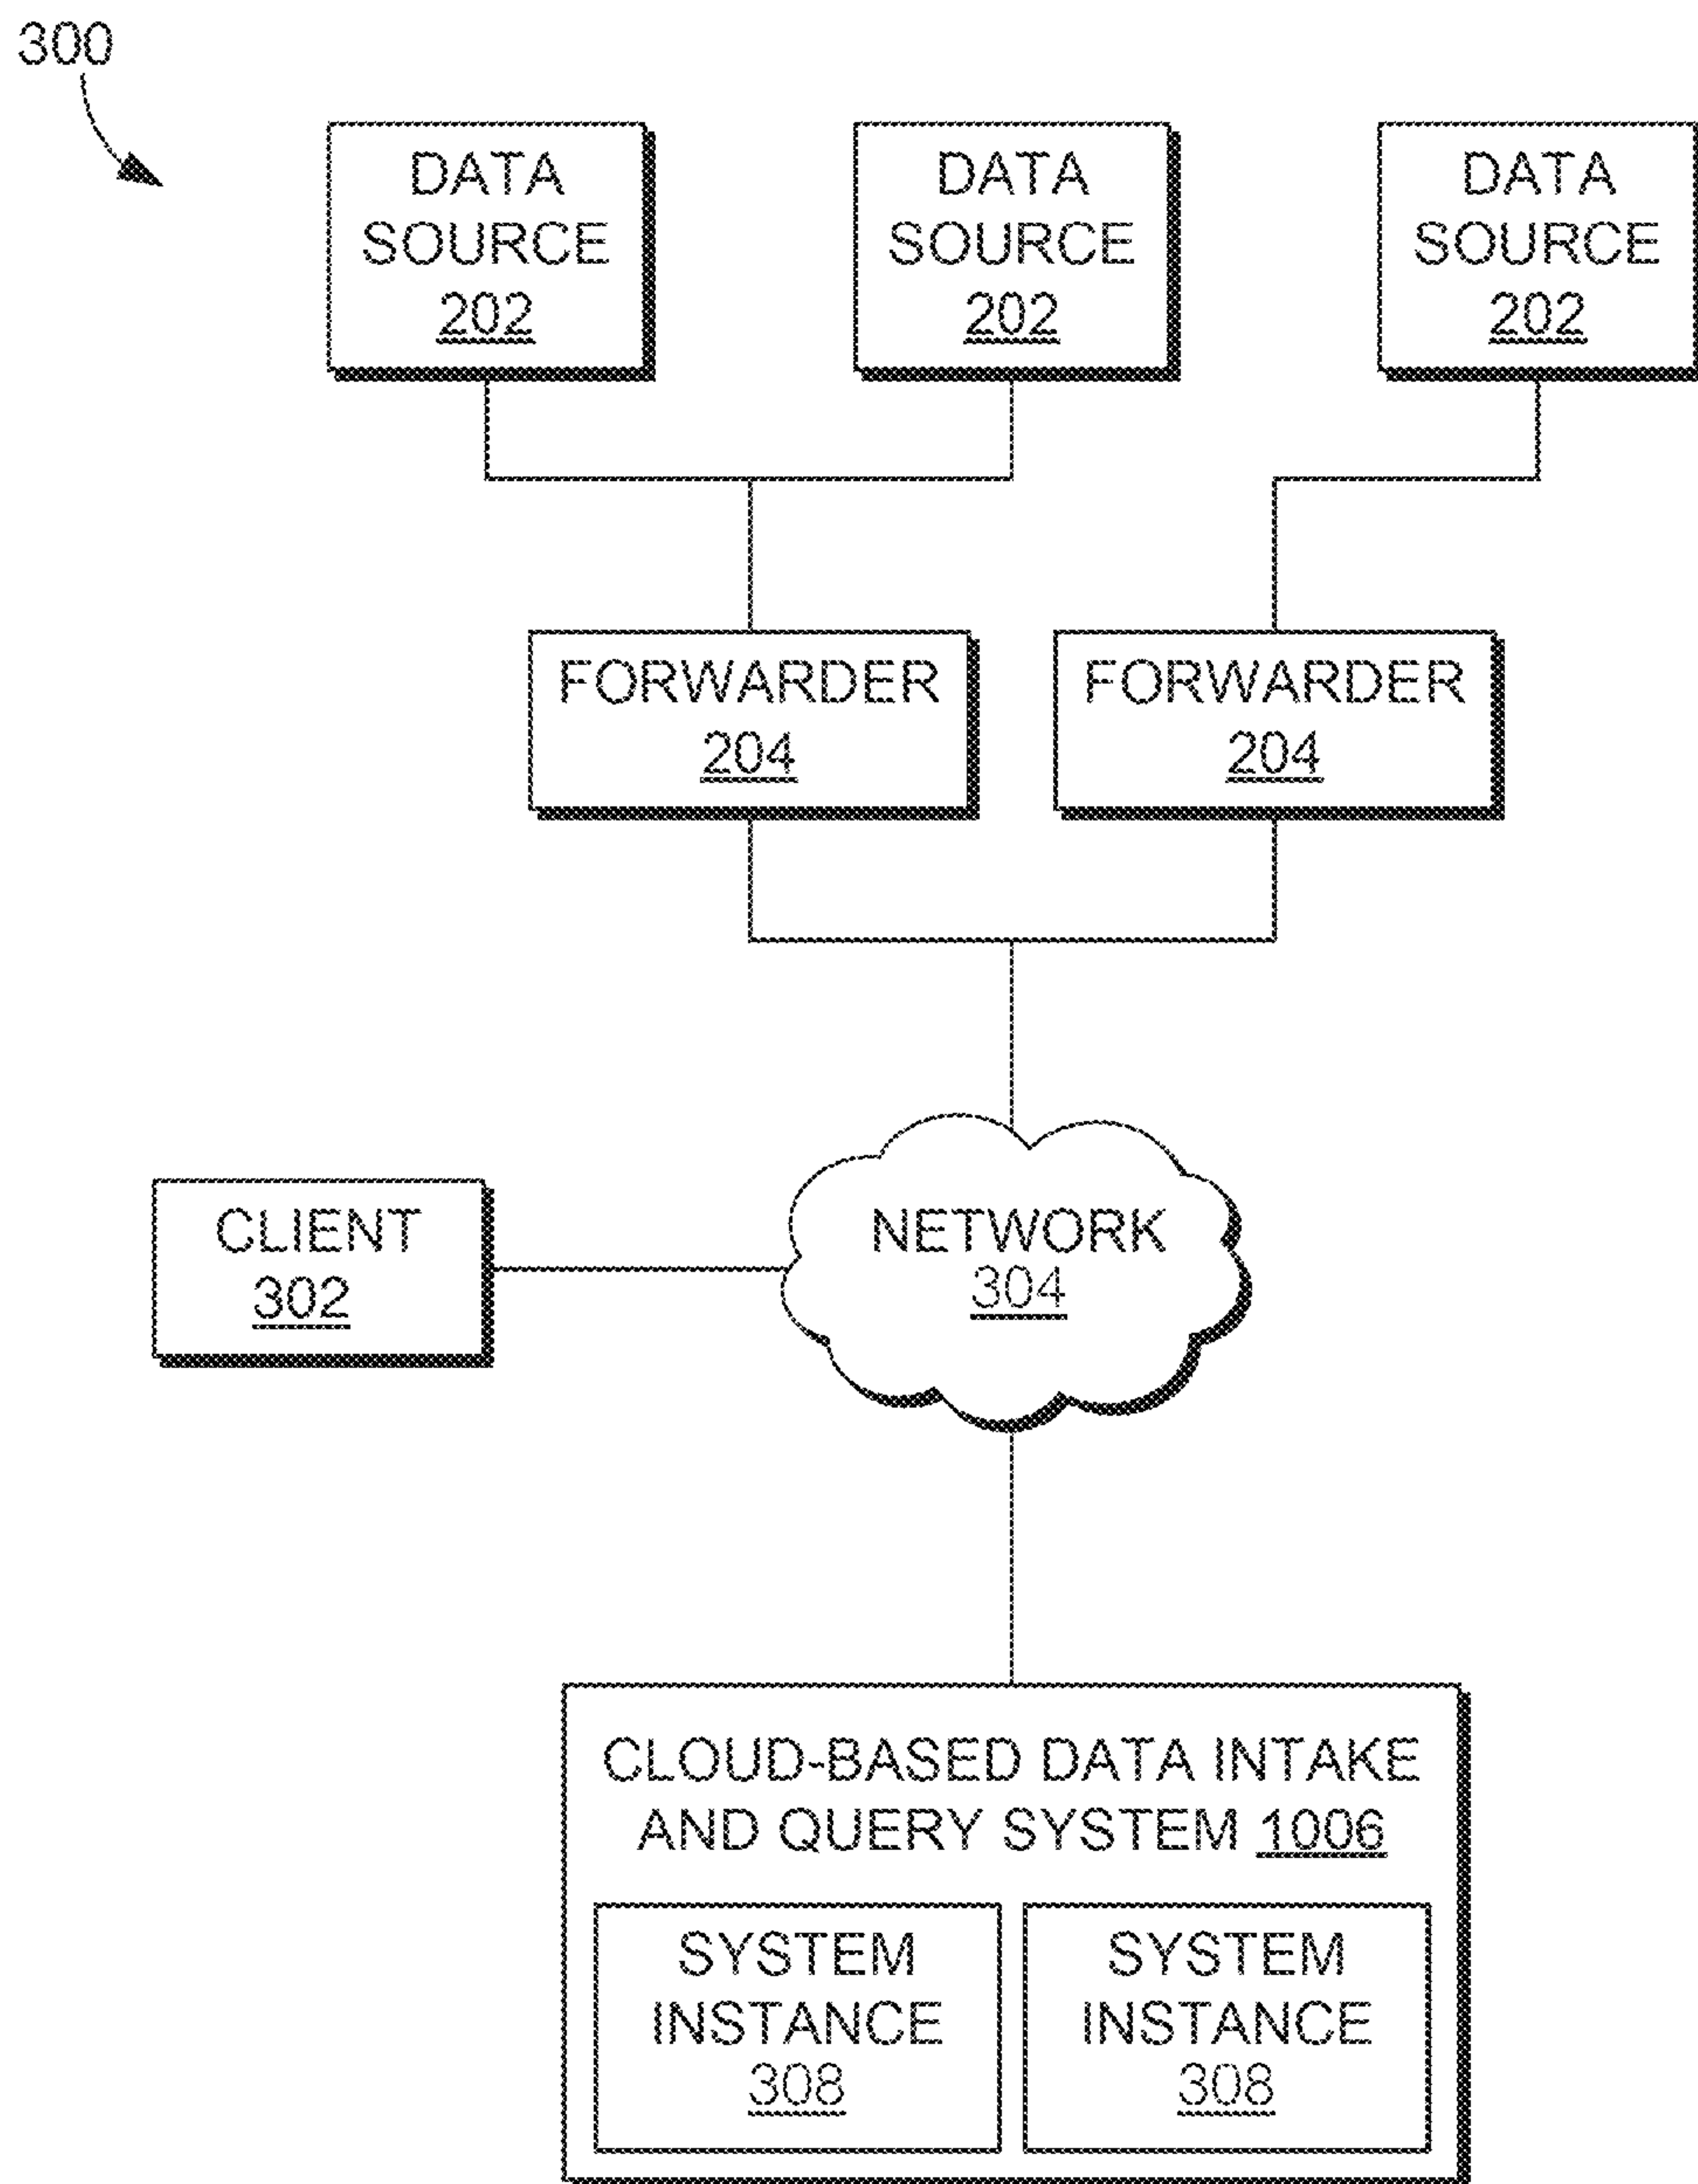 300
DATA
SOURCE
202
DATA
SOURCE
202
DATA
SOURCE
202
FORWARDER
204
FORWARDER
204
CLIENT
302
NETWORK
304
CLOUD-BASED DATA INTAKE
AND QUERY SYSTEM 1006
SYSTEM
INSTANCE
308
SYSTEM
INSTANCE
308